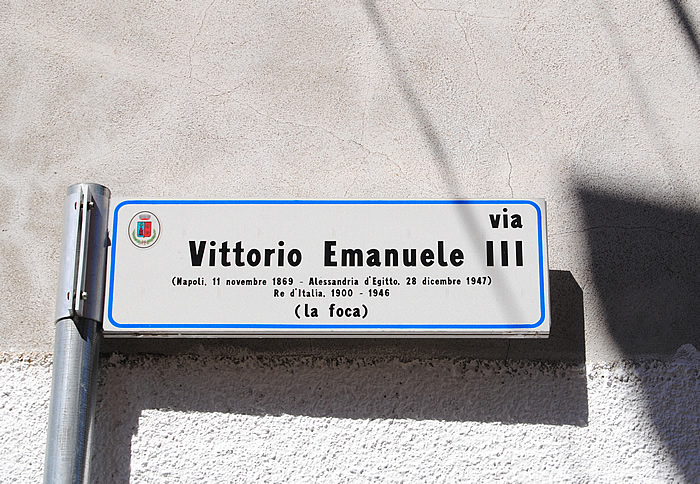 via
Vittorio Emanuele III
(Napoli, 11 novembre 1869 - Alessandria d'Egitto, 28 dicembre 1947)
Re d'Italia, 1900 - 1946
(la foca)